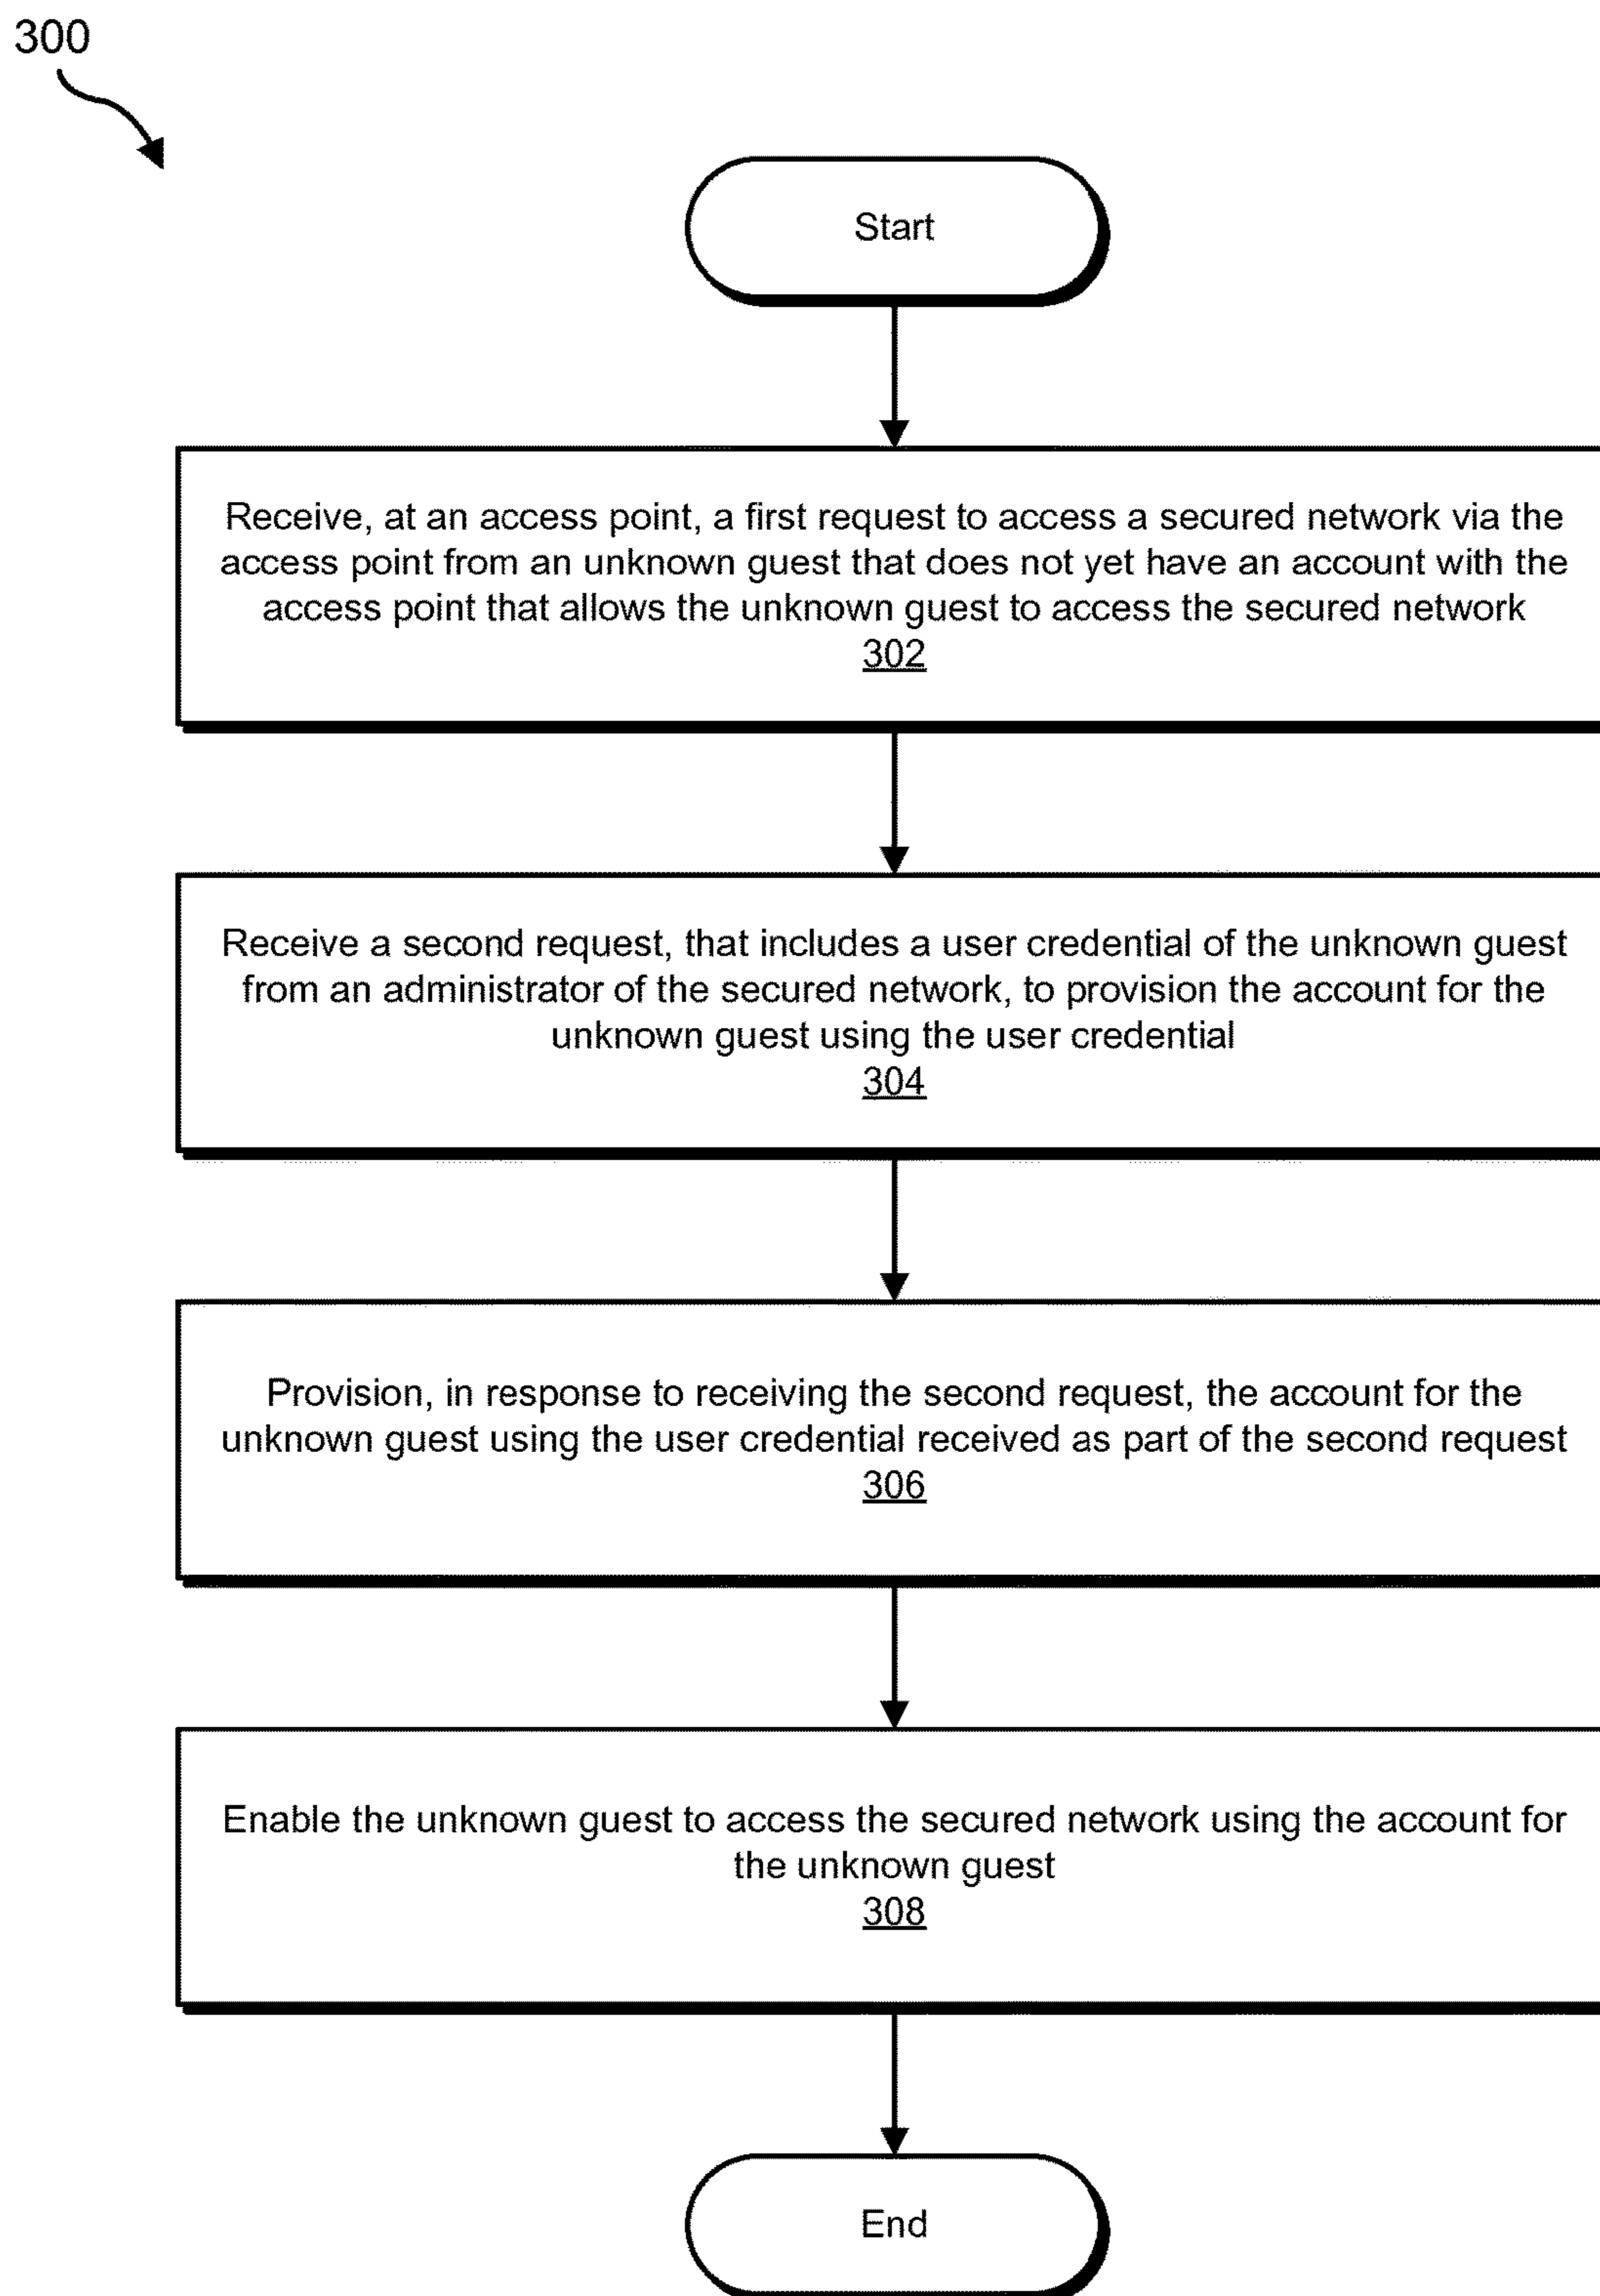 300
Start
Receive, at an access point, a first request to access a secured network via the
access point from an unknown guest that does not yet have an account with the
access point that allows the unknown guest to access the secured network
302
Receive a second request, that includes a user credential of the unknown guest
from an administrator of the secured network, to provision the account for the
unknown guest using the user credential
304
Provision, in response to receiving the second request, the account for the
unknown guest using the user credential received as part of the second request
306
Enable the unknown guest to access the secured network using the account for
the unknown guest
308
End